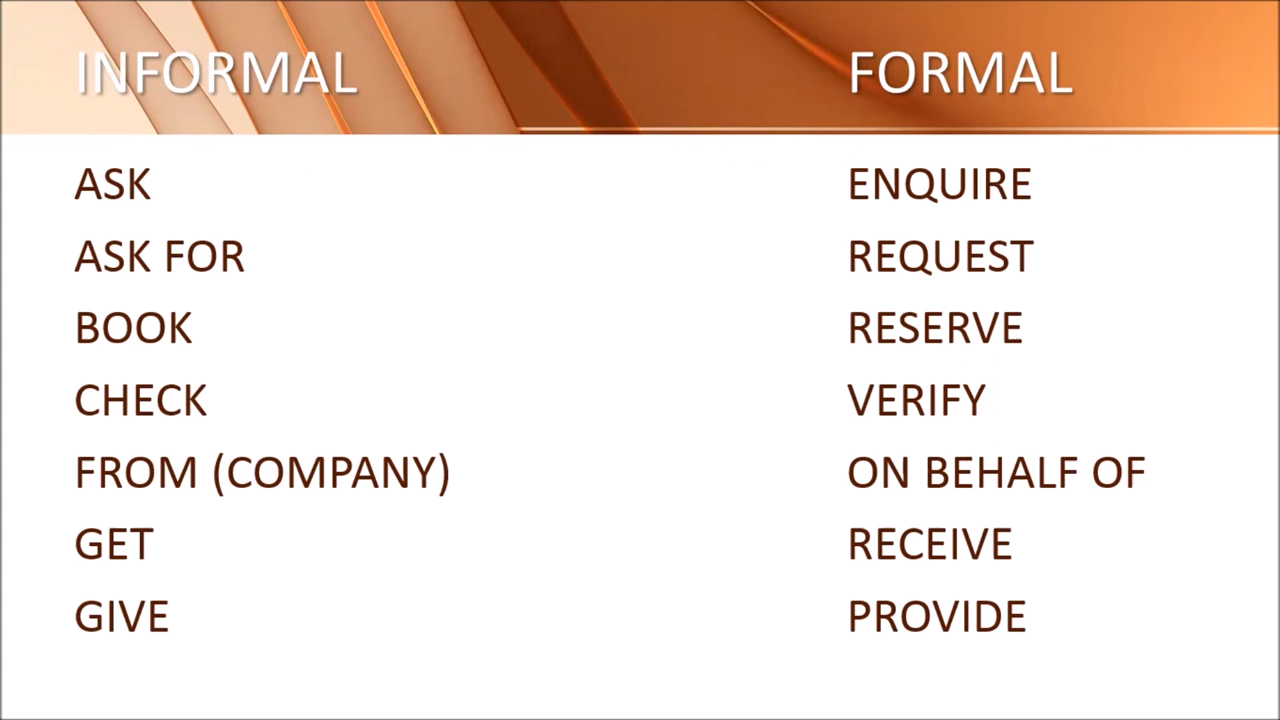 INFORMAL FORMAL
ASK ENQUIRE
ASK FOR REQUEST
BOOK RESERVE
CHECK VERIFY
FROM (COMPANY) ON BEHALF OF
GET RECEIVE
GIVE PROVIDE